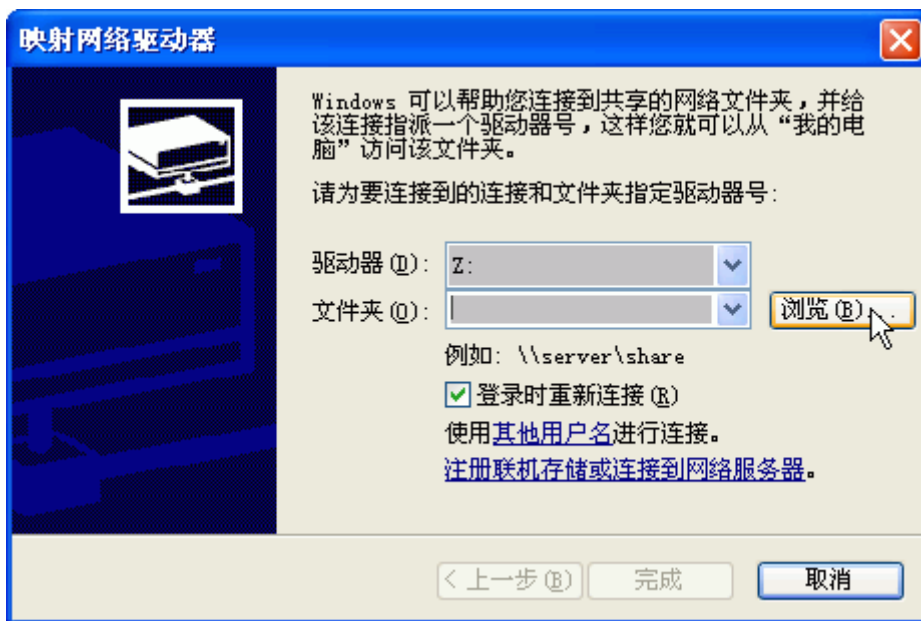 映射网络驱动器
Windows 可以帮助您连接到共享的网络文件夹，并给
该连接指派一个驱动器号，这样您就可以从“我的电
脑”访问该文件夹。
请为要连接到的连接和文件夹指定驱动器号：
驱动器(D)： Z:
文件夹(O)： 浏览(B)...
例如：\\server\share
登录时重新连接(R)
使用其他用户名进行连接。
注册联机存储或连接到网络服务器。
< 上一步(B) 完成 取消